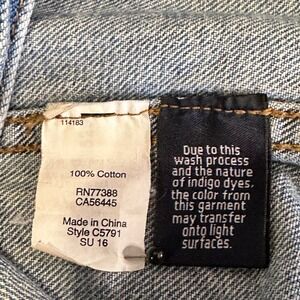 114183
100% Cotton
RN77388
CA56445
Made in China
Style C5791
SU 16
Due to this
wash process
and the nature
of indigo dyes,
the color from
this garment
may transfer
onto light
surfaces.